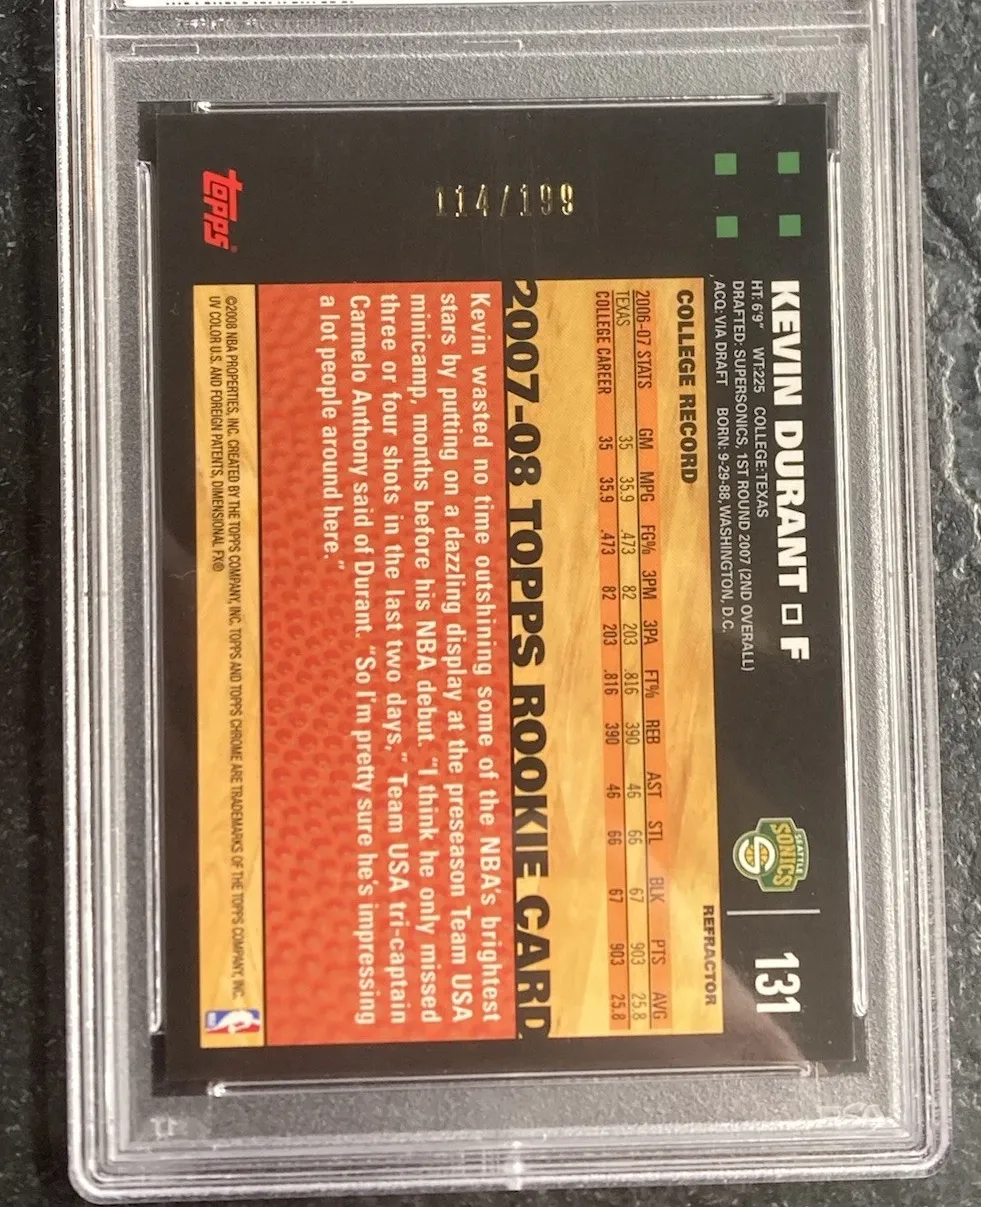 KEVIN DURANT F
131
SEATTLE
SONICS
HT: 6'9" WT:225 COLLEGE: TEXAS
DRAFTED: SUPERSONICS, 1ST ROUND 2007 (2ND OVERALL)
ACQ: VIA DRAFT BORN: 9-29-88, WASHINGTON, D.C.
REFRACTOR
COLLEGE RECORD
2006-07 STATS GM MPG FG% 3PM 3PA FT% REB AST STL BLK PTS AVG
TEXAS 35 35.9 .473 82 203 .816 390 46 66 67 903 25.8
COLLEGE CAREER 35 35.9 .473 82 203 .816 390 46 66 67 903 25.8
114/199
2007-08 TOPPS ROOKIE CARD
Kevin wasted no time outshining some of the NBA's brightest
stars by putting on a dazzling display at the preseason Team USA
minicamp, months before his NBA debut. "I think he only missed
three or four shots in the last two days," Team USA tri-captain
Carmelo Anthony said of Durant. "So I'm pretty sure he's impressing
a lot people around here."
topps®
©2008 NBA PROPERTIES, INC. CREATED BY THE TOPPS COMPANY, INC. TOPPS AND TOPPS CHROME ARE TRADEMARKS OF THE TOPPS COMPANY, INC.
UV COLOR U.S. AND FOREIGN PATENTS, DIMENSIONAL FX®
PSA